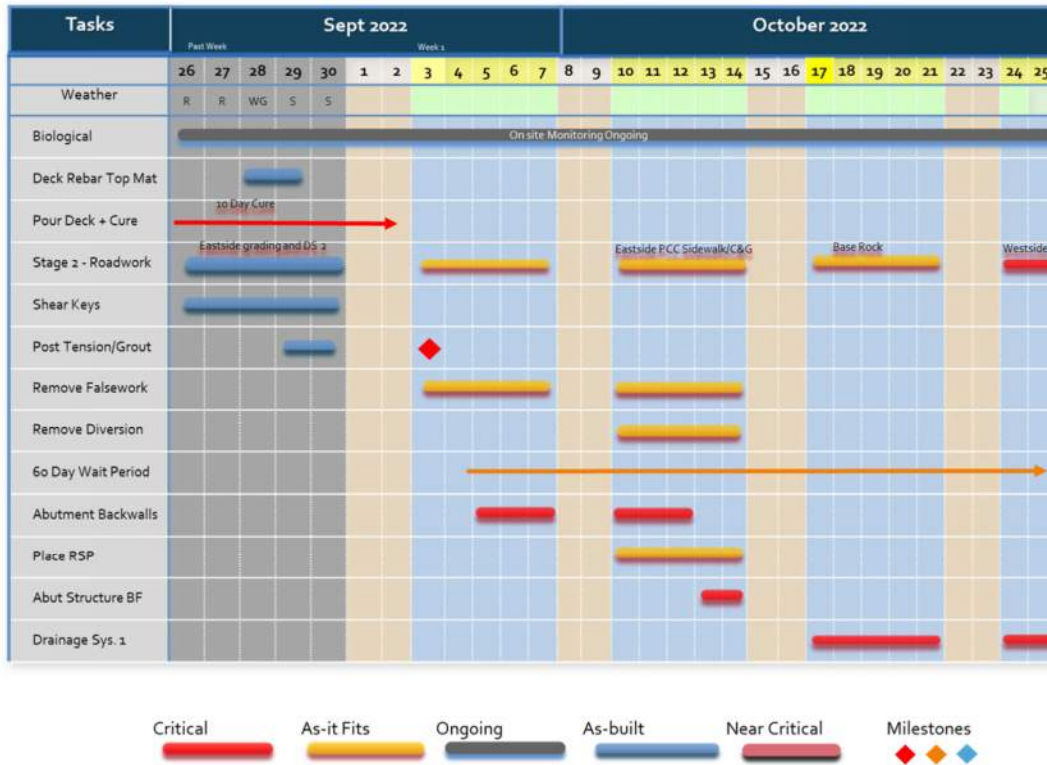 Tasks
Sept 2022
October 2022
Past Week
Week 1
26 27 28 29 30 1 2 3 4 5 6 7 8 9 10 11 12 13 14 15 16 17 18 19 20 21 22 23 24 25
Weather
R R WG S S
Biological
On site Monitoring Ongoing
Deck Rebar Top Mat
10 Day Cure
Pour Deck + Cure
Eastside grading and DS 2
Eastside PCC Sidewalk/C&G
Base Rock
Westside
Stage 2 - Roadwork
Shear Keys
Post Tension/Grout
Remove Falsework
Remove Diversion
60 Day Wait Period
Abutment Backwalls
Place RSP
Abut Structure BF
Drainage Sys. 1
Critical
As-it Fits
Ongoing
As-built
Near Critical
Milestones